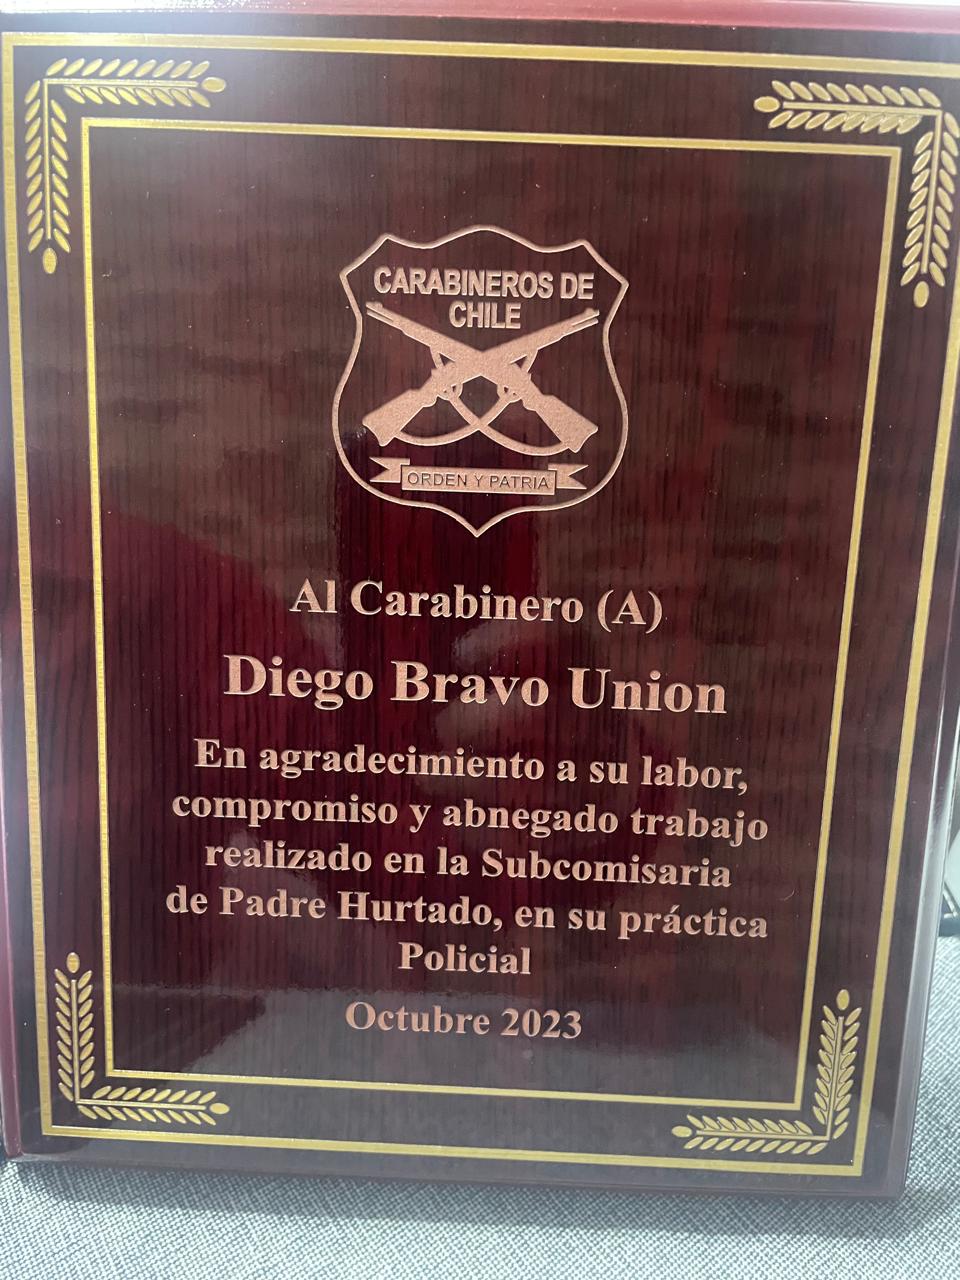 CARABINEROS DE
CHILE
ORDEN Y PATRIA
Al Carabinero (A)
Diego Bravo Union
En agradecimiento a su labor,
compromiso y abnegado trabajo
realizado en la Subcomisaria
de Padre Hurtado, en su práctica
Policial
Octubre 2023